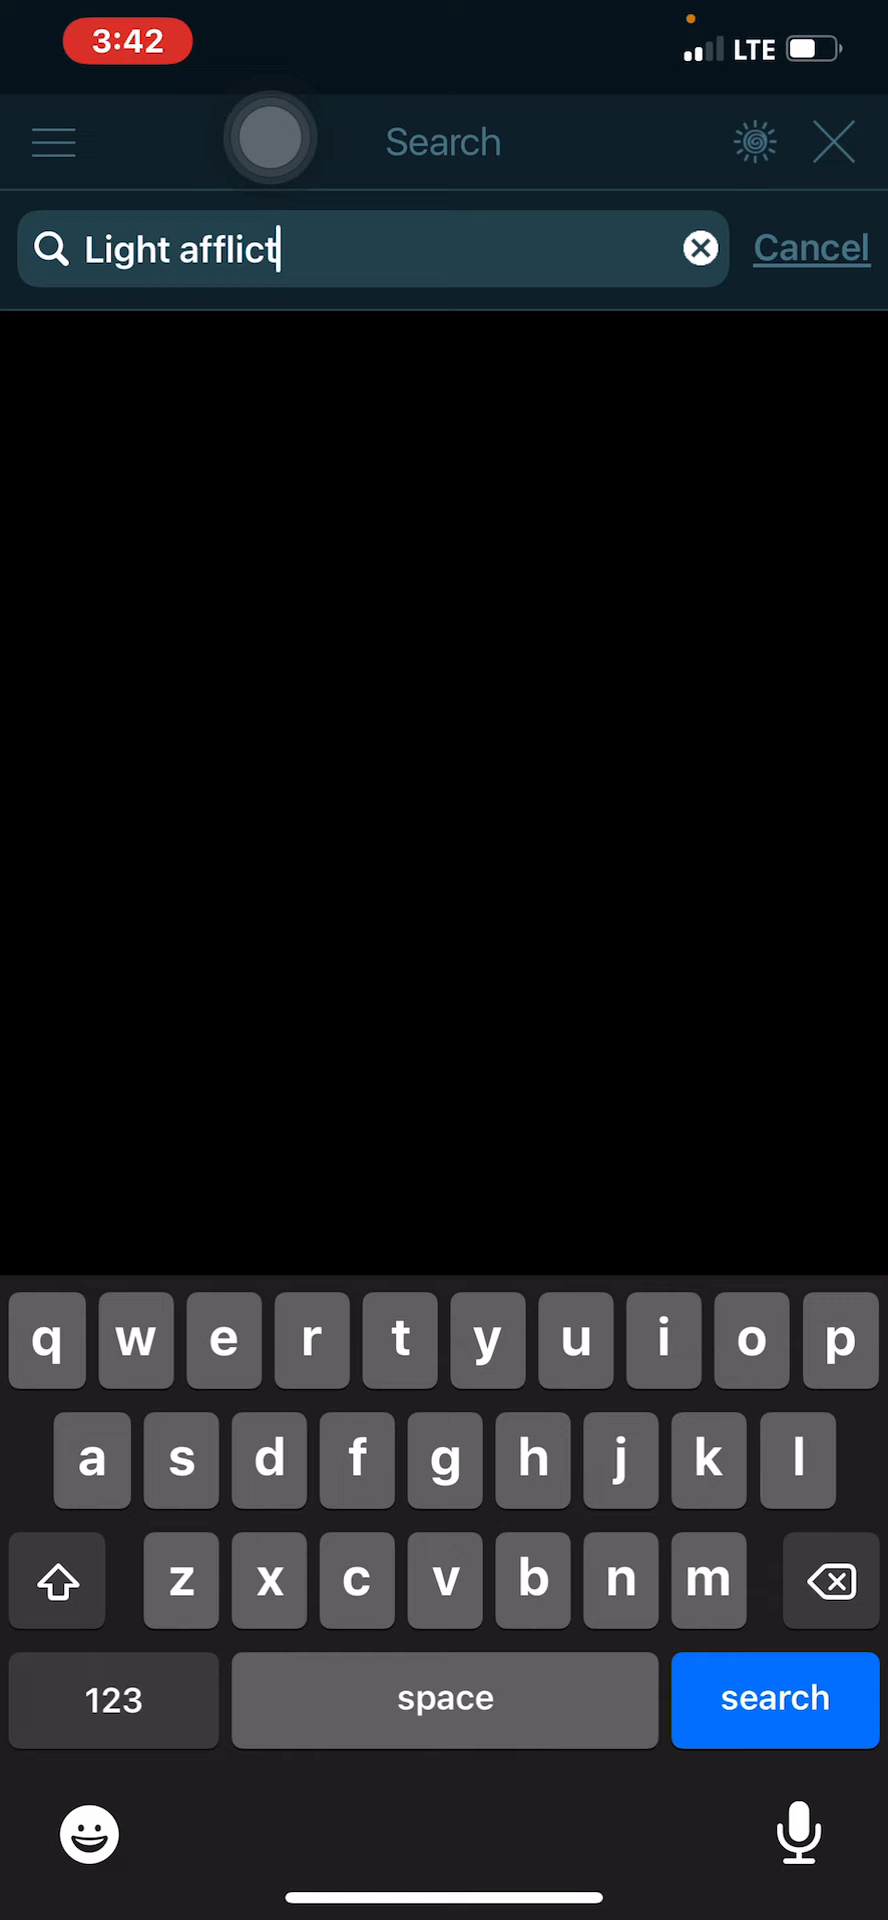 3:42
LTE
Search
Light afflict
Cancel
q w e r t y u i o p
a s d f g h j k l
z x c v b n m
123 space search